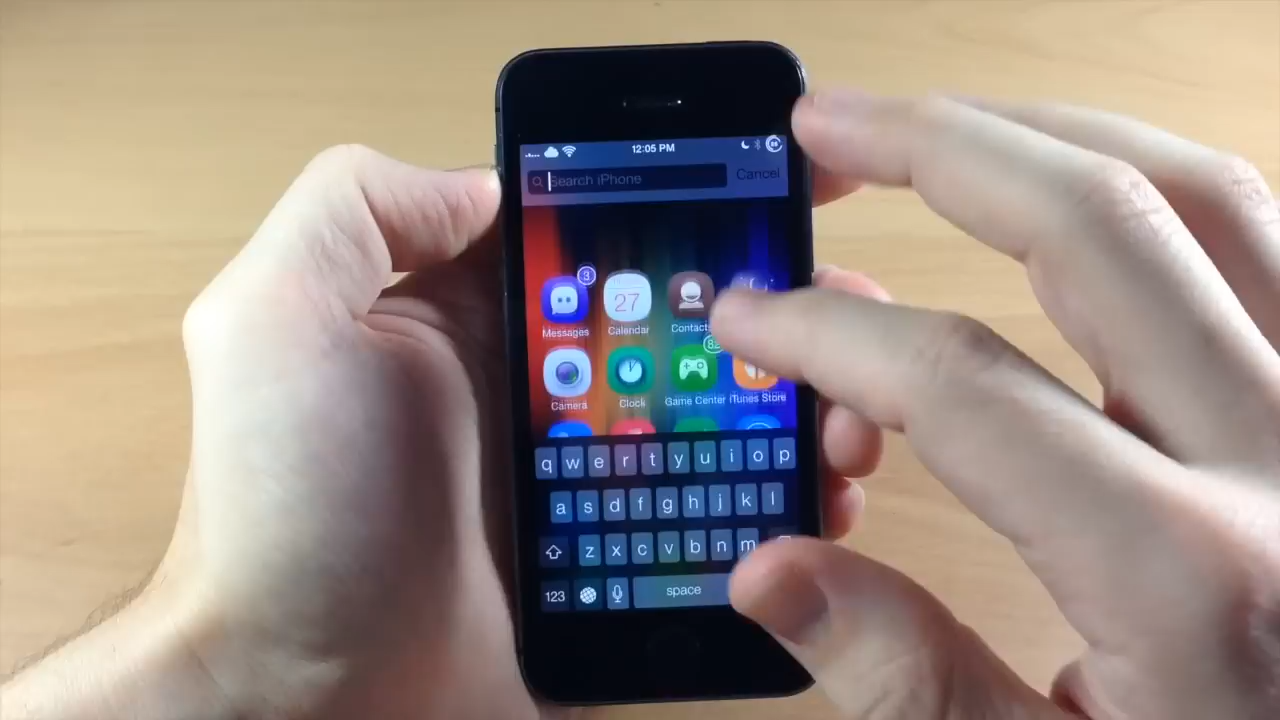 12:05 PM
Search iPhone Cancel
3
27
Messages Calendar Contacts
82
Camera Clock Game Center iTunes Store
q w e r t y u i o p
a s d f g h j k l
z x c v b n m
123 space